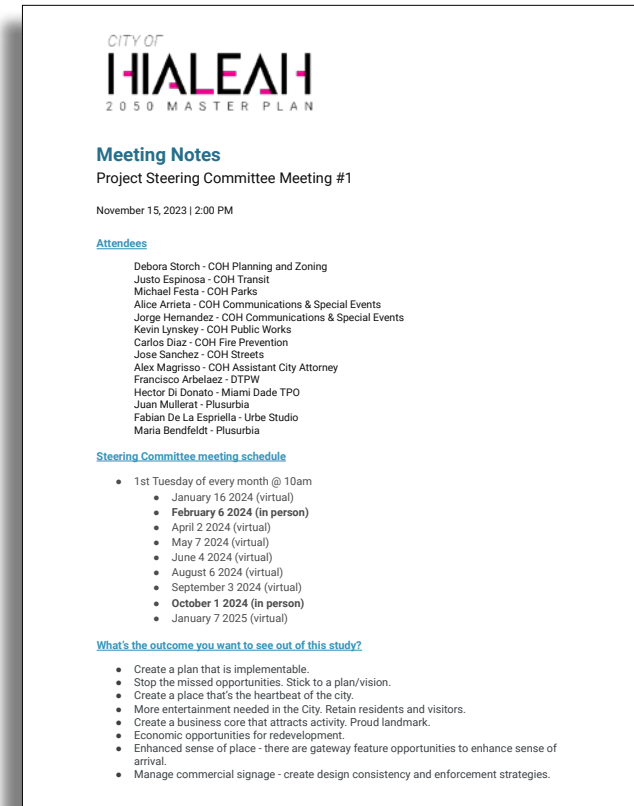 CITY OF
HIALEAH
2050 MASTER PLAN
Meeting Notes
Project Steering Committee Meeting #1
November 15, 2023 | 2:00 PM
Attendees
Debora Storch - COH Planning and Zoning
Justo Espinosa - COH Transit
Michael Festa - COH Parks
Alice Arrieta - COH Communications & Special Events
Jorge Hernandez - COH Communications & Special Events
Kevin Lynskey - COH Public Works
Carlos Diaz - COH Fire Prevention
Jose Sanchez - COH Streets
Alex Magrisso - COH Assistant City Attorney
Francisco Arbelaez - DTPW
Hector Di Donato - Miami Dade TPO
Juan Mullerat - Plusurbia
Fabian De La Espriella - Urbe Studio
Maria Bendfeldt - Plusurbia
Steering Committee meeting schedule
● 1st Tuesday of every month @ 10am
● January 16 2024 (virtual)
● February 6 2024 (in person)
● April 2 2024 (virtual)
● May 7 2024 (virtual)
● June 4 2024 (virtual)
● August 6 2024 (virtual)
● September 3 2024 (virtual)
● October 1 2024 (in person)
● January 7 2025 (virtual)
What's the outcome you want to see out of this study?
● Create a plan that is implementable.
● Stop the missed opportunities. Stick to a plan/vision.
● Create a place that's the heartbeat of the city.
● More entertainment needed in the City. Retain residents and visitors.
● Create a business core that attracts activity. Proud landmark.
● Economic opportunities for redevelopment.
● Enhanced sense of place - there are gateway feature opportunities to enhance sense of
arrival.
● Manage commercial signage - create design consistency and enforcement strategies.